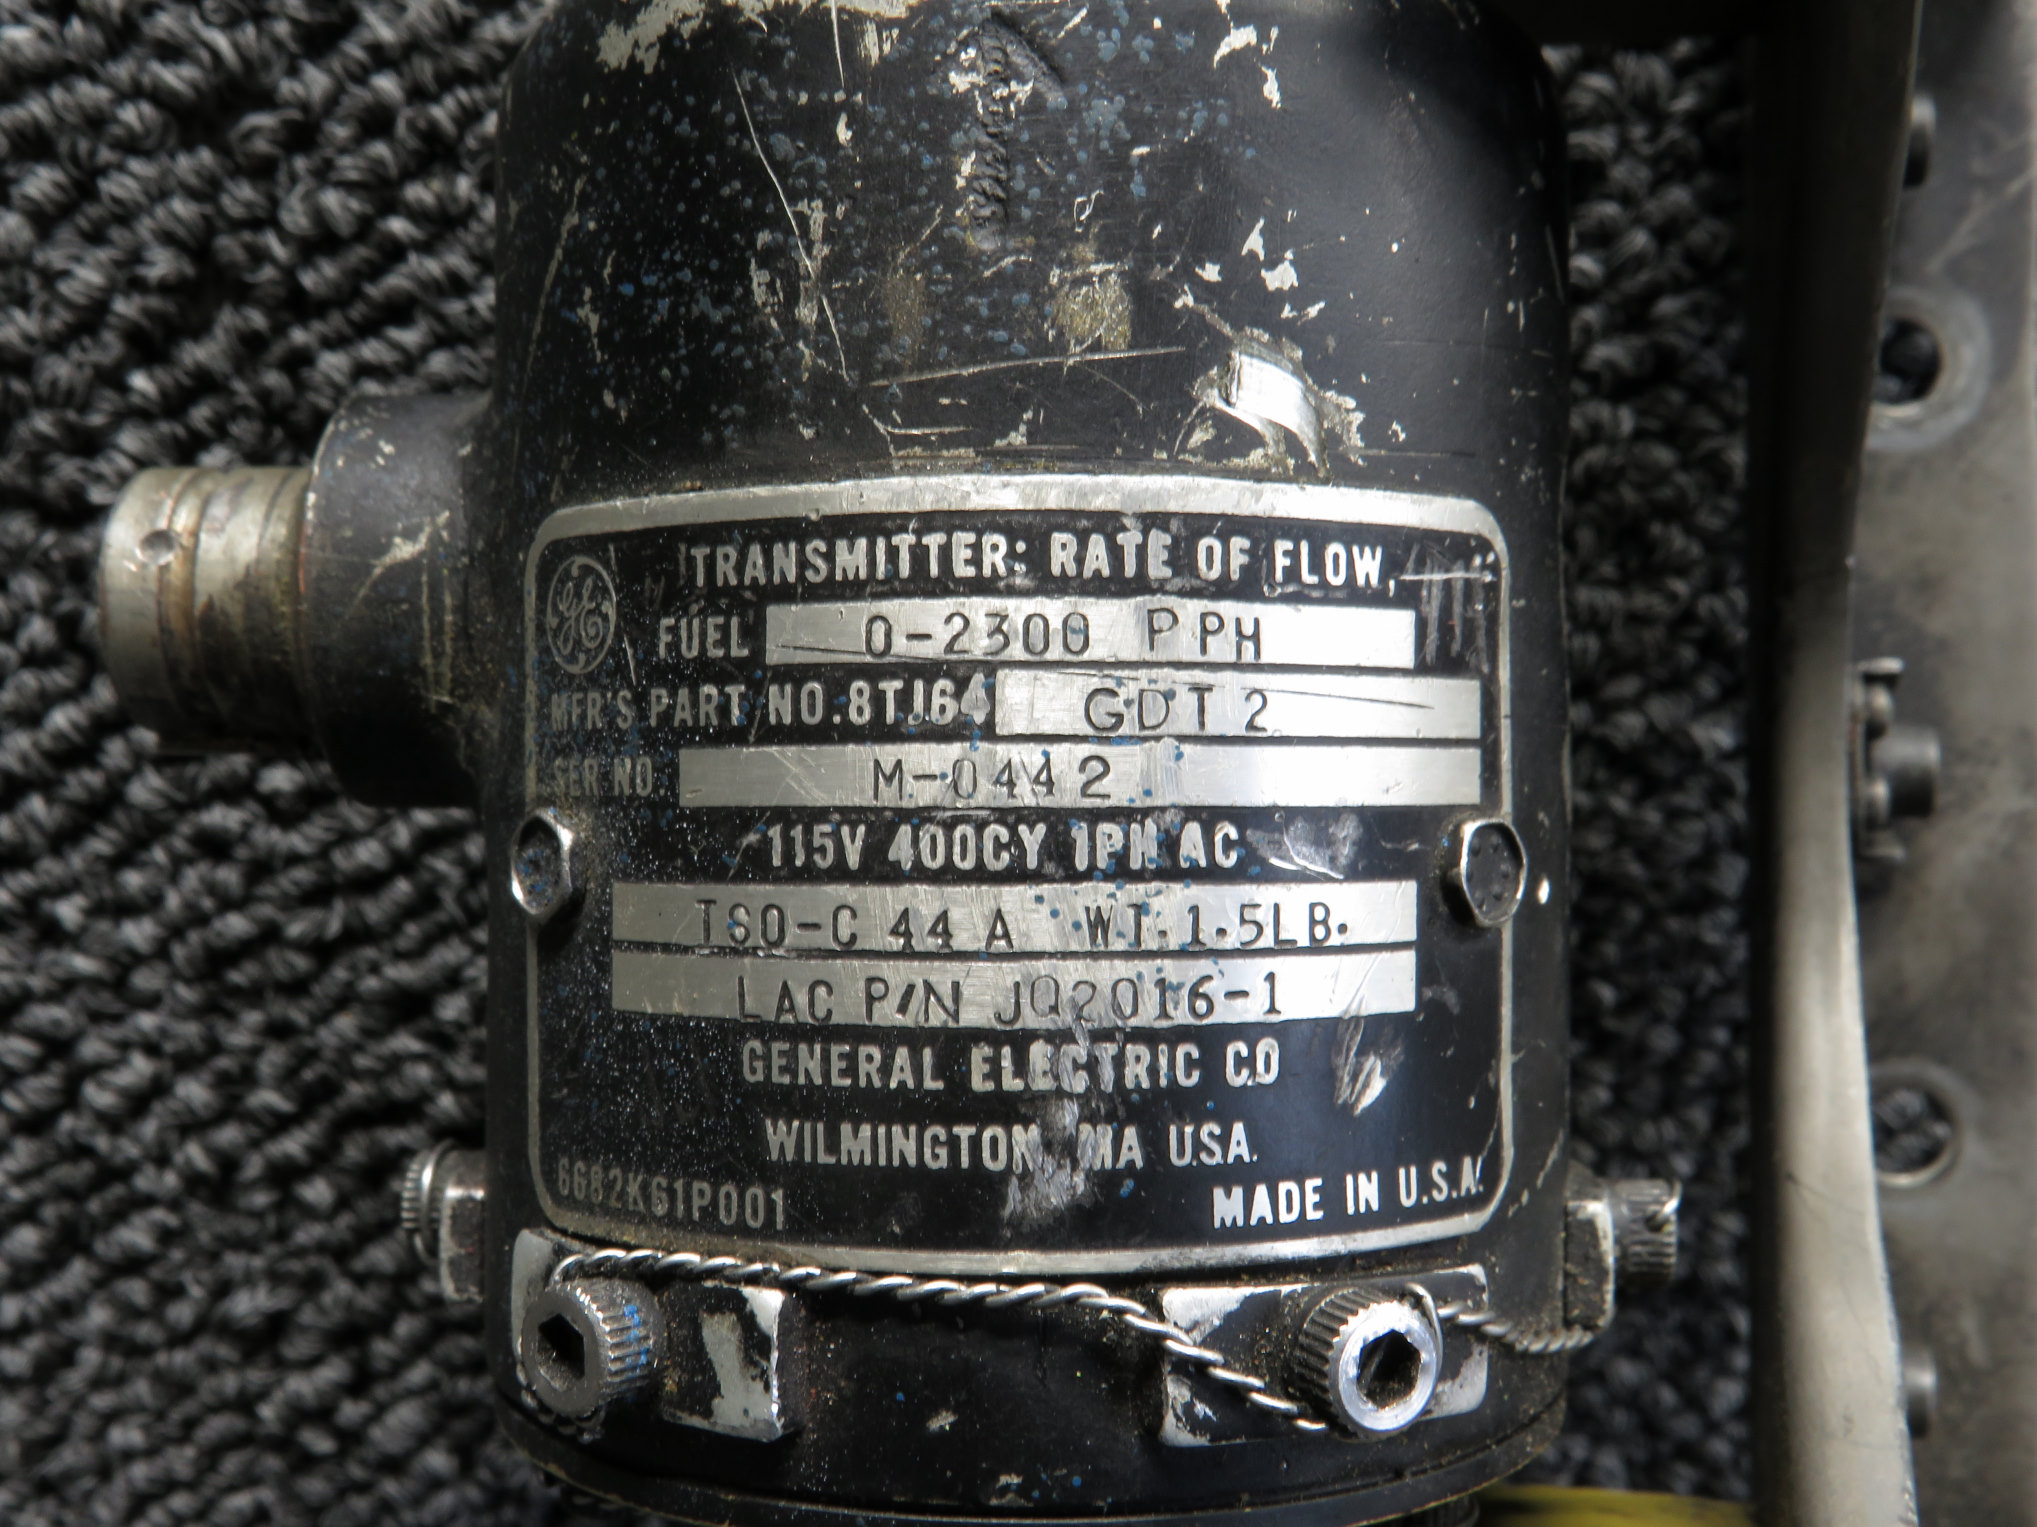 TRANSMITTER: RATE OF FLOW,
GE
FUEL 0-2300 PPH
MFR'S PART NO. 8TJ64 GDT 2
SER NO. M-0442
115V 400CY 1PH AC
TSO-C 44 A WT. 1.5LB.
LAC P/N JQ2016-1
GENERAL ELECTRIC CO
WILMINGTON, MA U.S.A.
6682K61P001
MADE IN U.S.A.